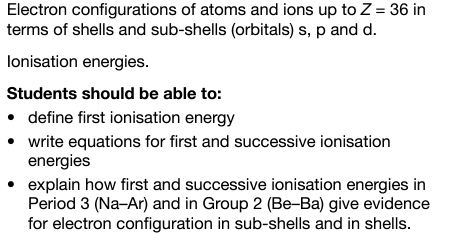 Electron configurations of atoms and ions up to Z = 36 in
terms of shells and sub-shells (orbitals) s, p and d.
Ionisation energies.
Students should be able to:
• define first ionisation energy
• write equations for first and successive ionisation
energies
• explain how first and successive ionisation energies in
Period 3 (Na–Ar) and in Group 2 (Be–Ba) give evidence
for electron configuration in sub-shells and in shells.